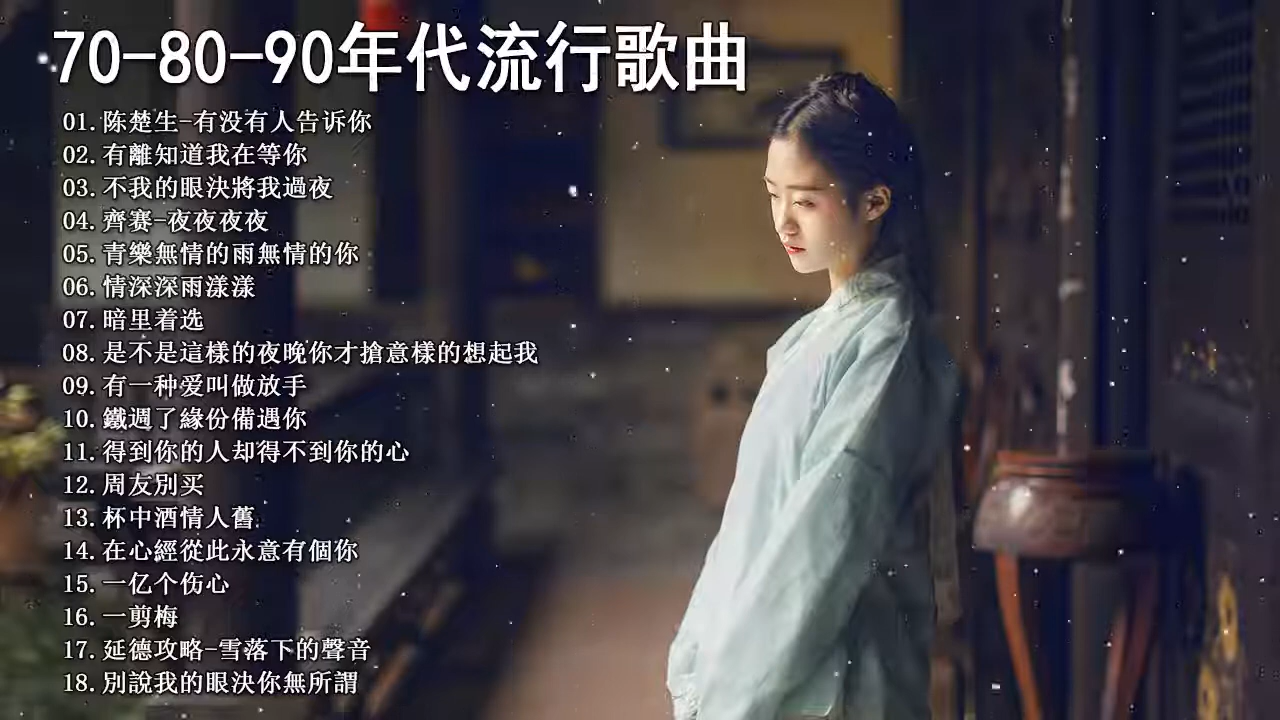 70-80-90年代流行歌曲
01.陈楚生-有没有人告诉你
02.有離知道我在等你
03.不我的眼決將我過夜
04.齊赛-夜夜夜夜
05.青樂無情的雨無情的你
06.情深深雨漾漾
07.暗里着选
08.是不是這樣的夜晚你才搶意樣的想起我
09.有一种爱叫做放手
10.鐵週了緣份備遇你
11.得到你的人却得不到你的心
12.周友別买
13.杯中酒情人舊
14.在心經從此永意有個你
15.一亿个伤心
16.一剪梅
17.延德攻略-雪落下的聲音
18.別說我的眼決你無所謂